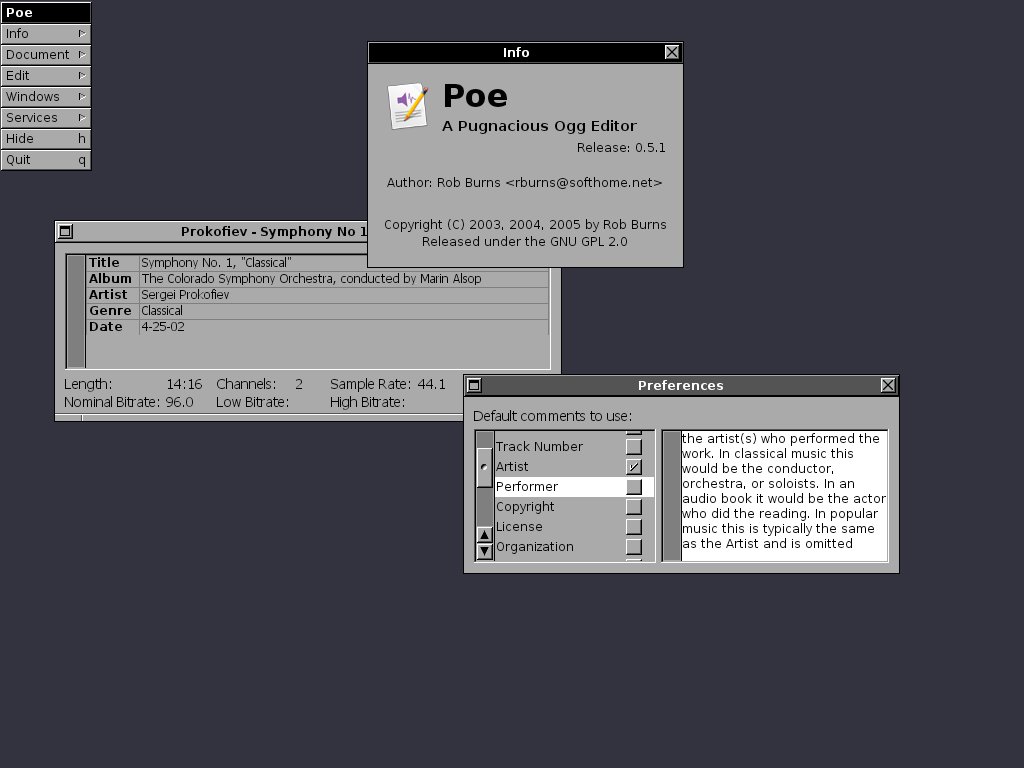 Poe
Info
Document
Edit
Windows
Services
Hide h
Quit q
Info
Poe
A Pugnacious Ogg Editor
Release: 0.5.1
Author: Rob Burns <rburns@softhome.net>
Copyright (C) 2003, 2004, 2005 by Rob Burns
Released under the GNU GPL 2.0
Prokofiev - Symphony No 1
Title Symphony No. 1, "Classical"
Album The Colorado Symphony Orchestra, conducted by Marin Alsop
Artist Sergei Prokofiev
Genre Classical
Date 4-25-02
Length: 14:16 Channels: 2 Sample Rate: 44.1
Nominal Bitrate: 96.0 Low Bitrate: High Bitrate:
Preferences
Default comments to use:
Track Number
Artist
Performer
Copyright
License
Organization
the artist(s) who performed the
work. In classical music this
would be the conductor,
orchestra, or soloists. In an
audio book it would be the actor
who did the reading. In popular
music this is typically the same
as the Artist and is omitted